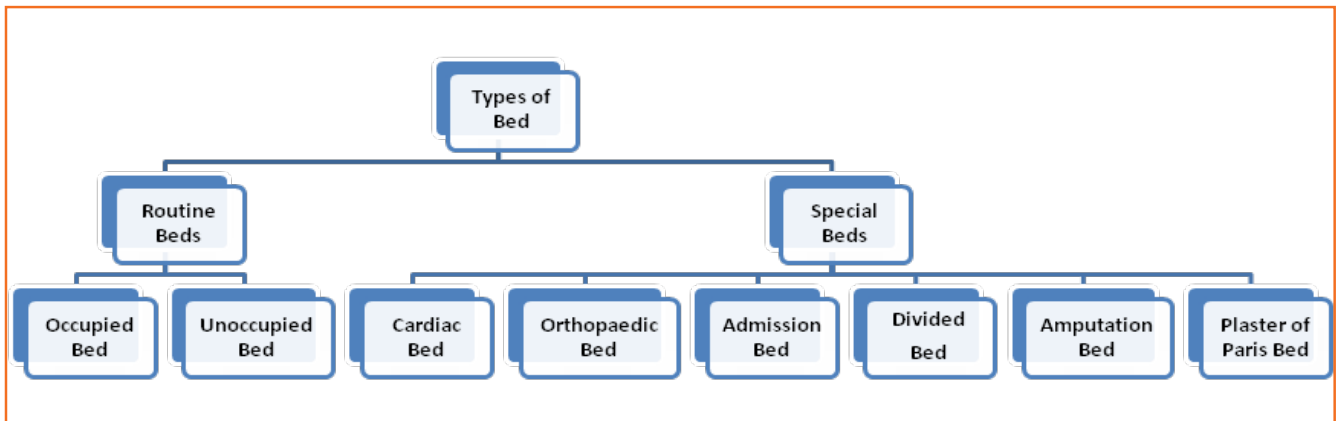 Types of
Bed
Routine
Beds
Special
Beds
Occupied
Bed
Unoccupied
Bed
Cardiac
Bed
Orthopaedic
Bed
Admission
Bed
Divided
Bed
Amputation
Bed
Plaster of
Paris Bed